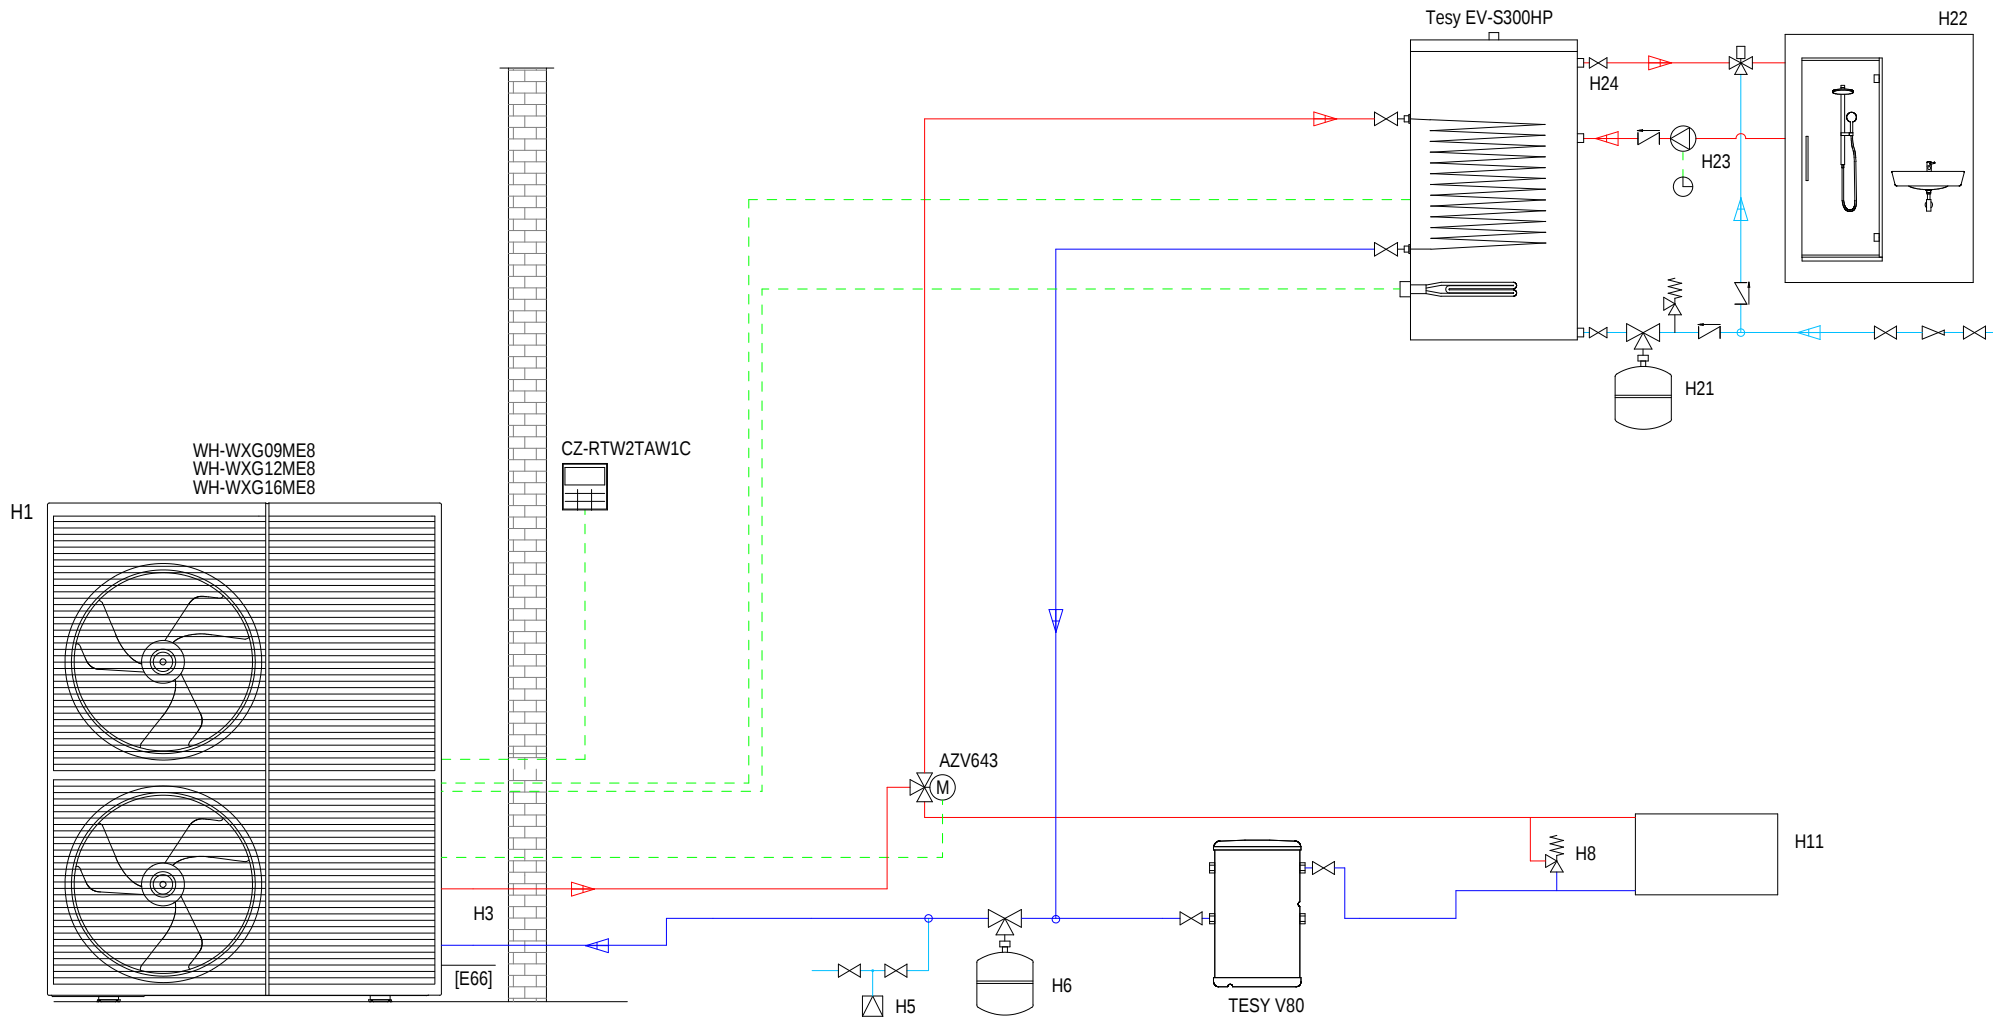 Tesy EV-S300HP
H22
H24
H23
H21
WH-WXG09ME8
WH-WXG12ME8
WH-WXG16ME8
CZ-RTW2TAW1C
H1
AZV643
M
H8
H11
H3
[E66]
H5
H6
TESY V80